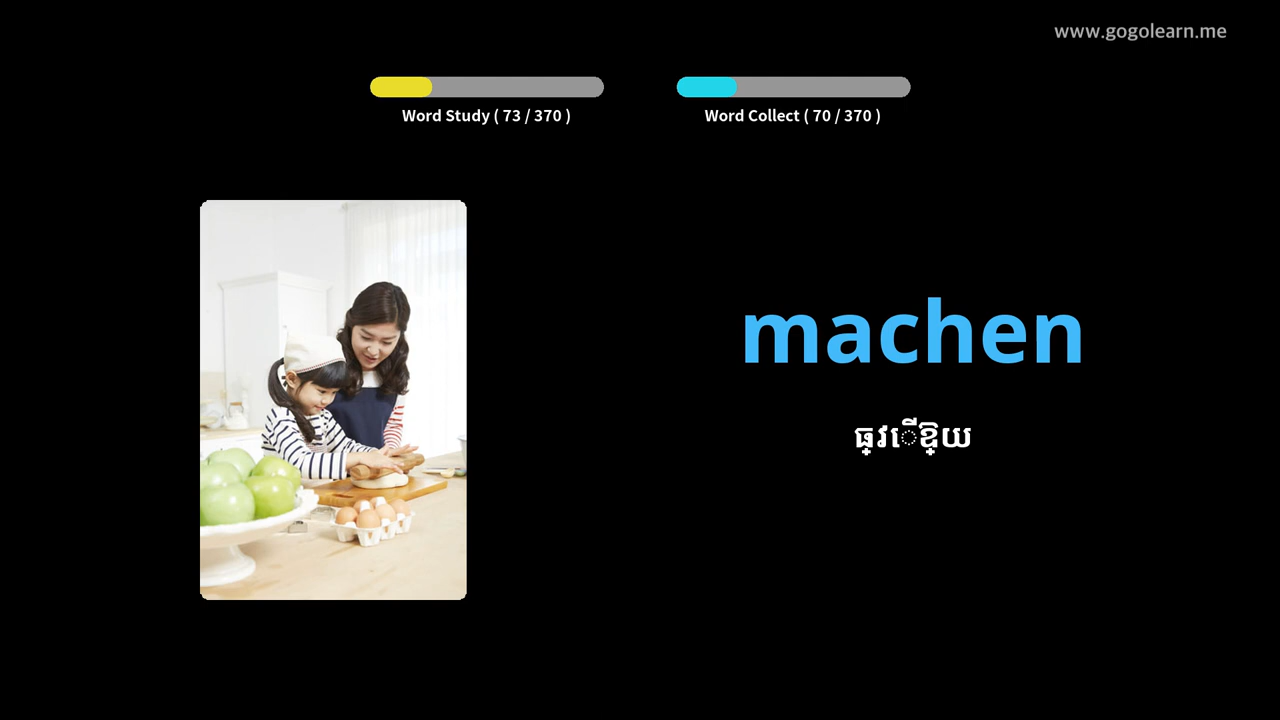 www.gogolearn.me
Word Study ( 73 / 370 )
Word Collect ( 70 / 370 )
machen
ធ្វើឱ្យ